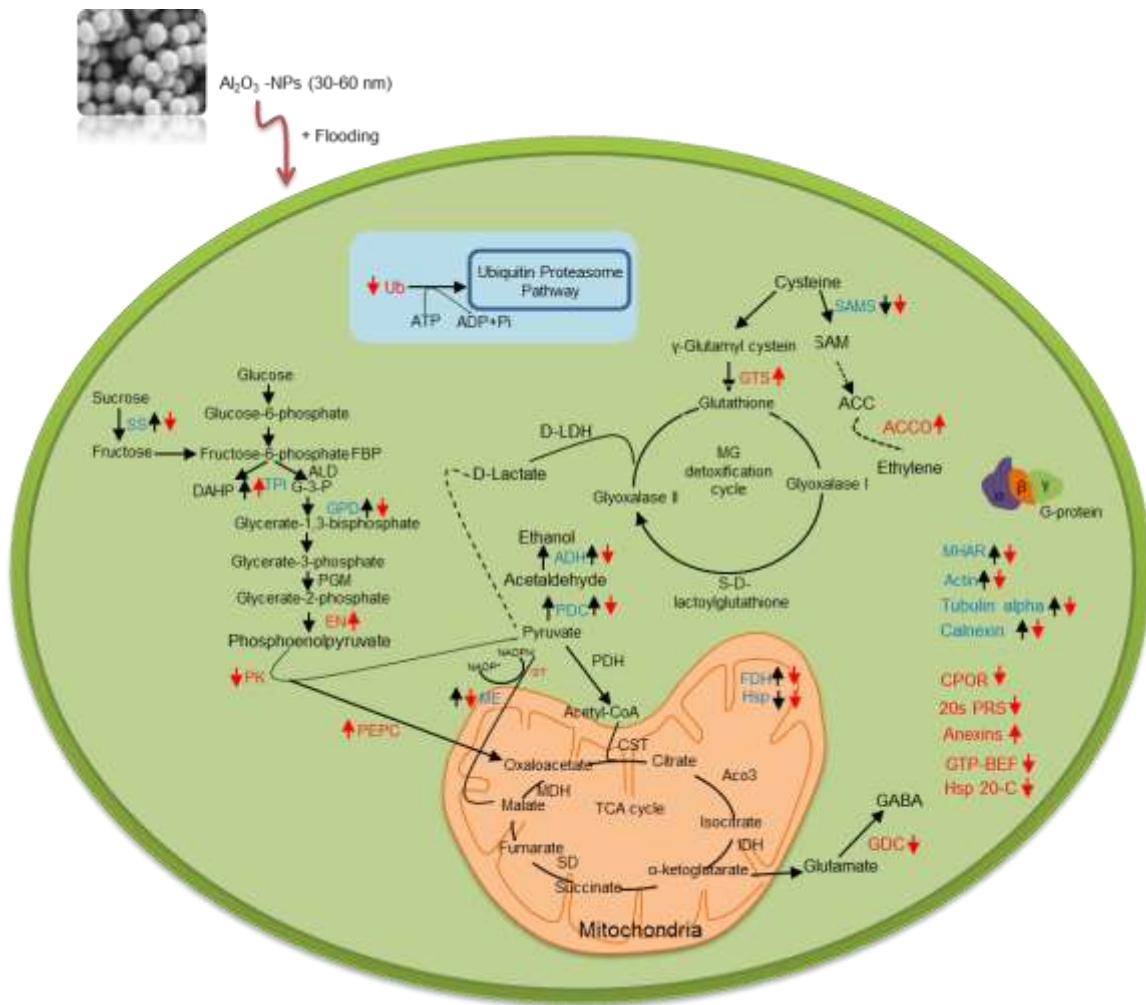 Al₂O₃ -NPs (30-60 nm)
+ Flooding
Ub
Ubiquitin Proteasome
Pathway
ATP
ADP+Pi
Cysteine
SAMS
γ-Glutamyl cystein
SAM
GTS
Glutathione
ACC
ACCO
Ethylene
Glucose
Sucrose
Glucose-6-phosphate
SS
Fructose
Fructose-6-phosphate
FBP
ALD
DAHP
TPI
G-3-P
GPD
Glycerate-1,3-bisphosphate
Glycerate-3-phosphate
PGM
Glycerate-2-phosphate
EN
Phosphoenolpyruvate
PK
PEPC
D-LDH
D-Lactate
MG
detoxification
cycle
Glyoxalase II
Glyoxalase I
S-D-
lactoylglutathione
Ethanol
ADH
Acetaldehyde
PDC
Pyruvate
NADPH
NADP⁺
ME
PDH
Acetyl-CoA
CST
Oxaloacetate
Citrate
Aco3
MDH
Malate
TCA cycle
Isocitrate
Fumarate
IDH
SD
α-ketoglutarate
Succinate
Mitochondria
FDH
Hsp
Glutamate
GDC
GABA
α
β
γ
G-protein
MHAR
Actin
Tubulin alpha
Calnexin
CPOR
20s PRS
Anexins
GTP-BEF
Hsp 20-C